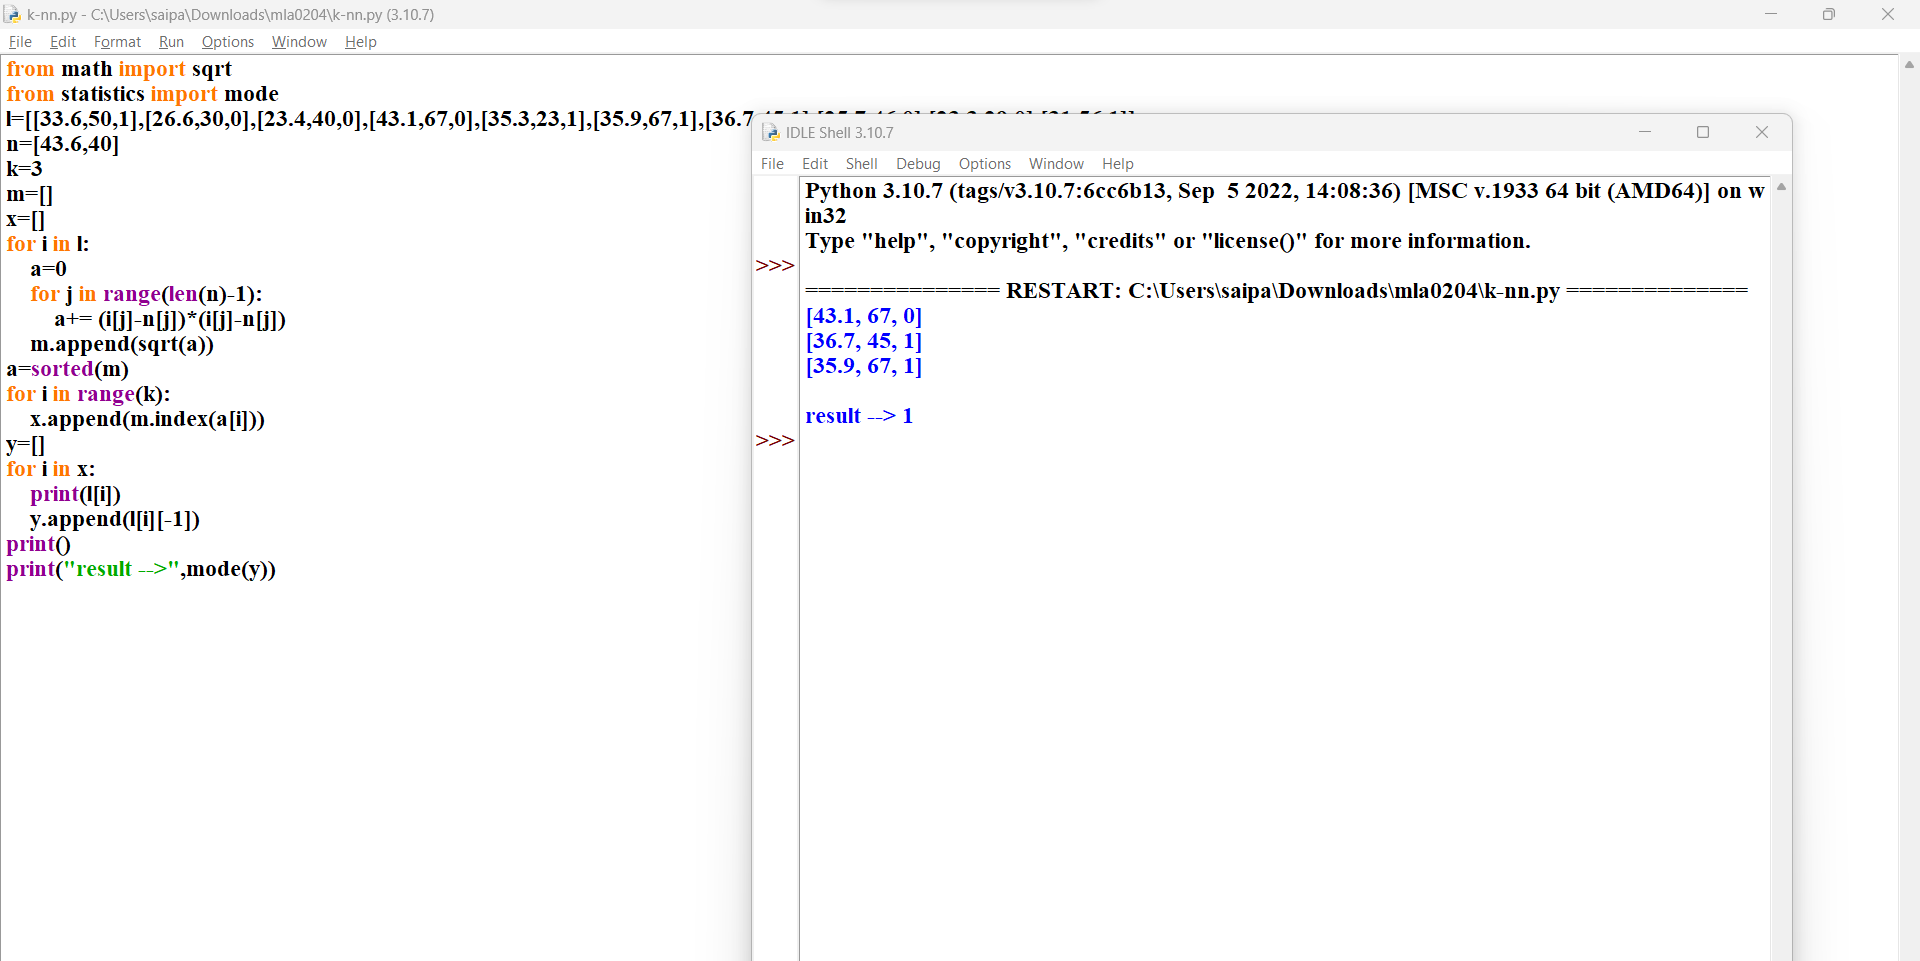 k-nn.py - C:\Users\saipa\Downloads\mla0204\k-nn.py (3.10.7)
File Edit Format Run Options Window Help
from math import sqrt
from statistics import mode
l=[[33.6,50,1],[26.6,30,0],[23.4,40,0],[43.1,67,0],[35.3,23,1],[35.9,67,1],[36.7
n=[43.6,40]
k=3
m=[]
x=[]
for i in l:
    a=0
    for j in range(len(n)-1):
        a+= (i[j]-n[j])*(i[j]-n[j])
    m.append(sqrt(a))
a=sorted(m)
for i in range(k):
    x.append(m.index(a[i]))
y=[]
for i in x:
    print(l[i])
    y.append(l[i][-1])
print()
print("result -->",mode(y))
IDLE Shell 3.10.7
File Edit Shell Debug Options Window Help
Python 3.10.7 (tags/v3.10.7:6cc6b13, Sep  5 2022, 14:08:36) [MSC v.1933 64 bit (AMD64)] on w
in32
Type "help", "copyright", "credits" or "license()" for more information.
>>>
=============== RESTART: C:\Users\saipa\Downloads\mla0204\k-nn.py ==============
[43.1, 67, 0]
[36.7, 45, 1]
[35.9, 67, 1]
result --> 1
>>>